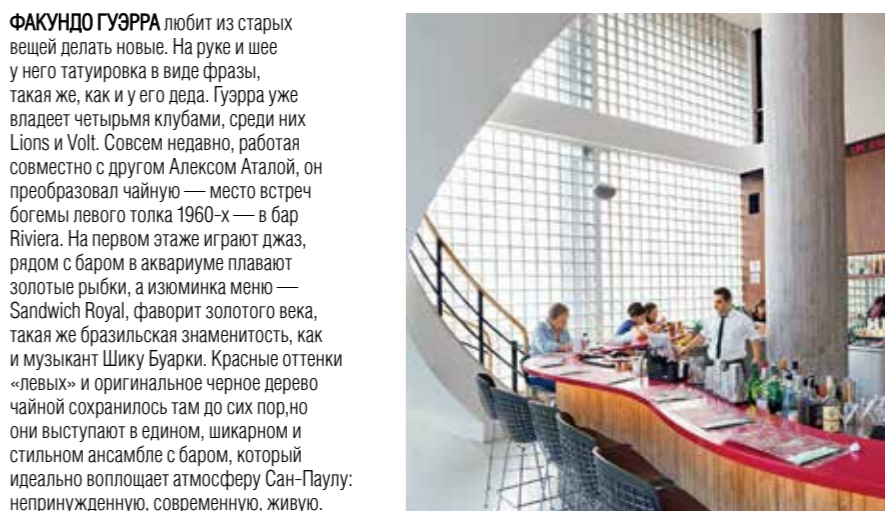 ФАКУНДО ГУЭРРА любит из старых
вещей делать новые. На руке и шее
у него татуировка в виде фразы,
такая же, как и у его деда. Гуэрра уже
владеет четырьмя клубами, среди них
Lions и Volt. Совсем недавно, работая
совместно с другом Алексом Аталой, он
преобразовал чайную — место встреч
богемы левого толка 1960-х — в бар
Riviera. На первом этаже играют джаз,
рядом с баром в аквариуме плавают
золотые рыбки, а изюминка меню —
Sandwich Royal, фаворит золотого века,
такая же бразильская знаменитость, как
и музыкант Шику Буарки. Красные оттенки
«левых» и оригинальное черное дерево
чайной сохранилось там до сих пор,но
они выступают в едином, шикарном и
стильном ансамбле с баром, который
идеально воплощает атмосферу Сан-Паулу:
непринужденную, современную, живую.